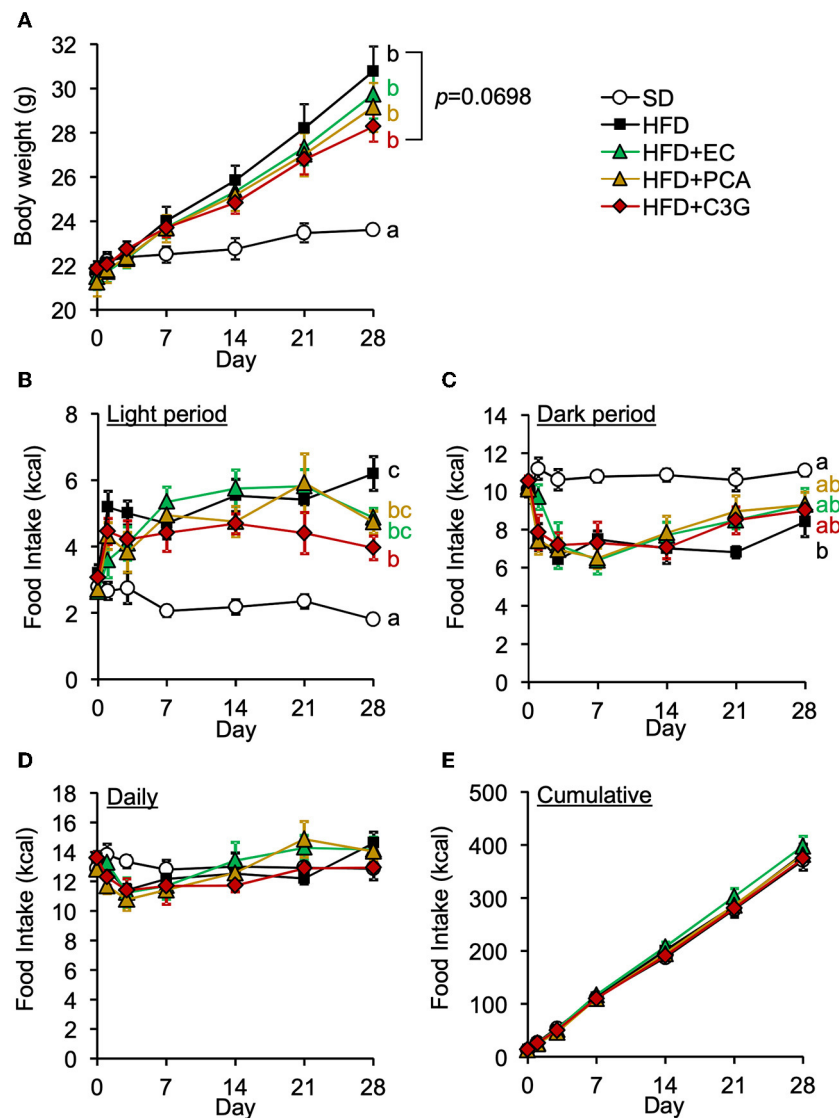 A
Body weight (g)
32
30
28
26
24
22
20
0 7 14 21 28
Day
b
b
b
b
a
p=0.0698
SD
HFD
HFD+EC
HFD+PCA
HFD+C3G
B
Light period
Food Intake (kcal)
8
6
4
2
0
0 7 14 21 28
Day
c
bc
bc
b
a
C
Dark period
Food Intake (kcal)
14
12
10
8
6
4
2
0
0 7 14 21 28
Day
a
ab
ab
ab
b
D
Daily
Food Intake (kcal)
18
16
14
12
10
8
6
4
2
0
0 7 14 21 28
Day
E
Cumulative
Food Intake (kcal)
500
400
300
200
100
0
0 7 14 21 28
Day